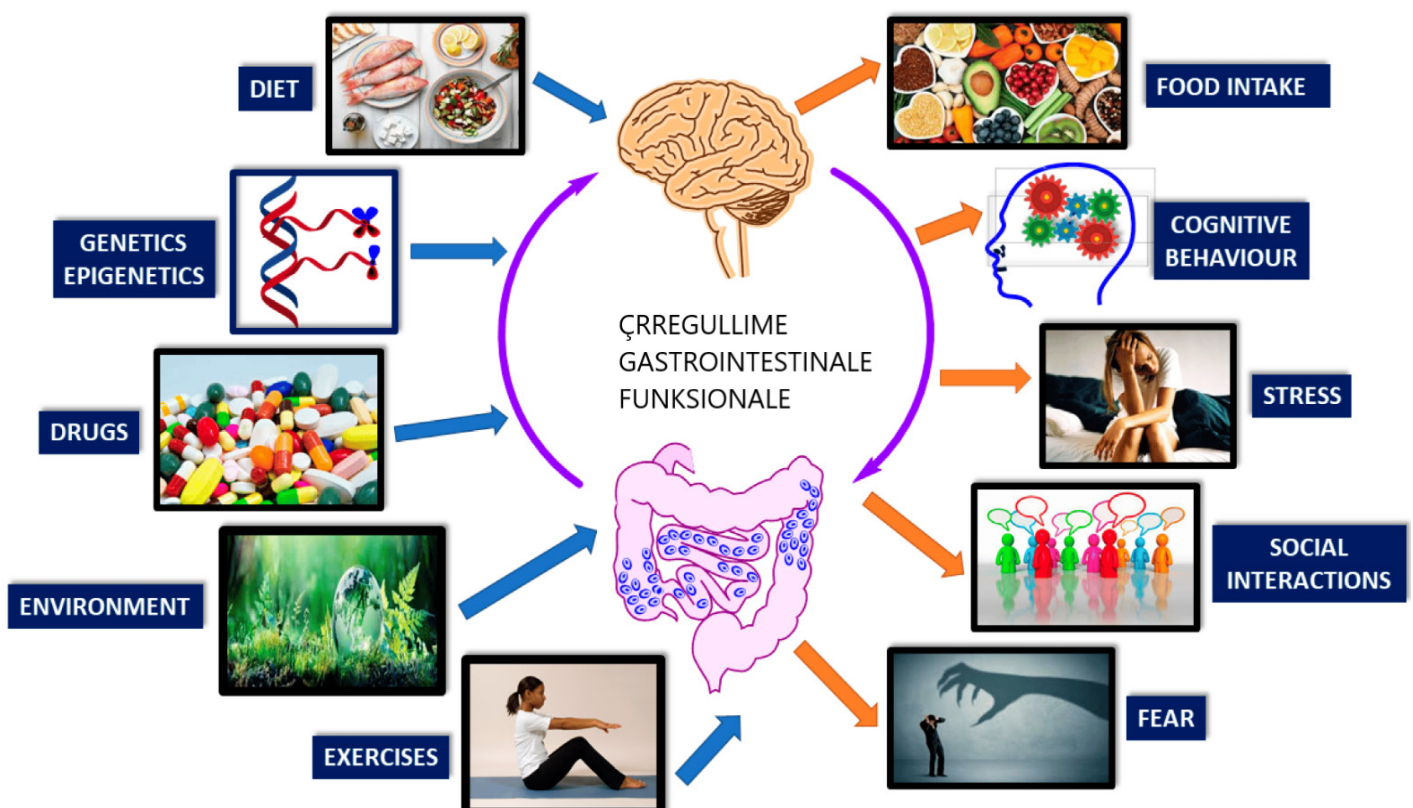 DIET
FOOD INTAKE
GENETICS
EPIGENETICS
COGNITIVE
BEHAVIOUR
ÇRREGULLIME
GASTROINTESTINALE
FUNKSIONALE
DRUGS
STRESS
ENVIRONMENT
SOCIAL
INTERACTIONS
EXERCISES
FEAR